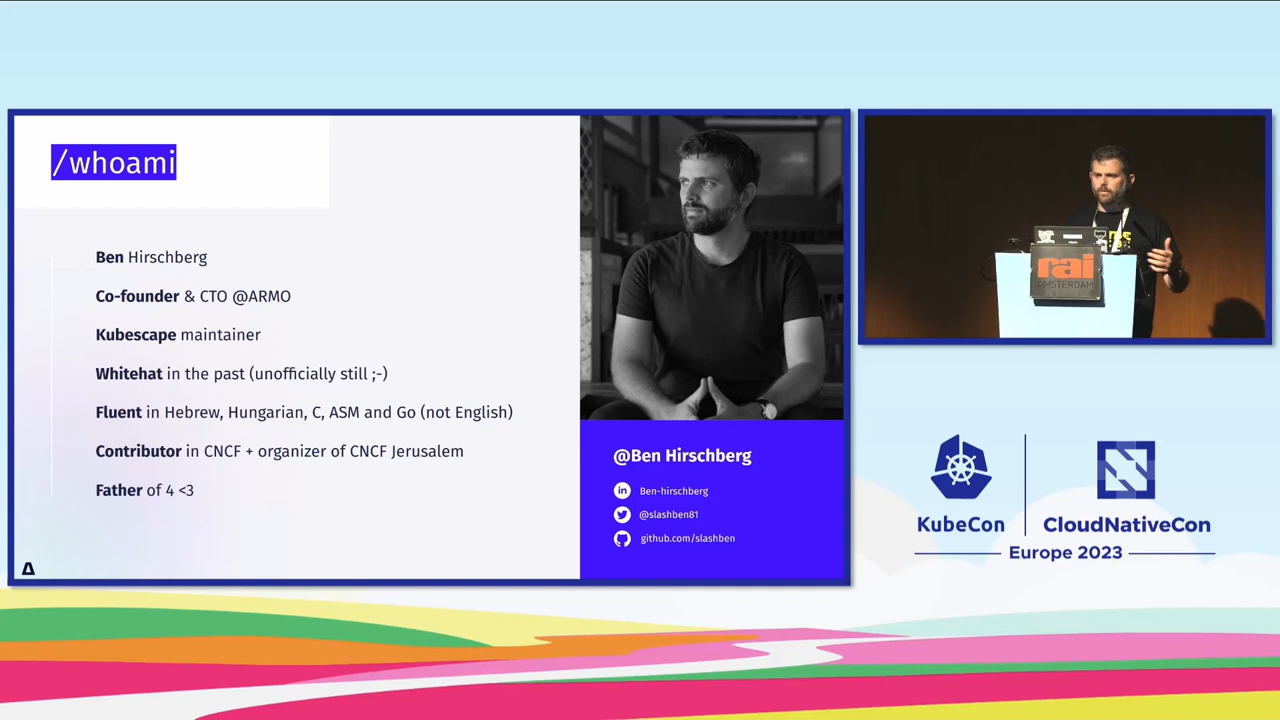 /whoami
Ben Hirschberg
Co-founder & CTO @ARMO
Kubescape maintainer
Whitehat in the past (unofficially still ;-)
Fluent in Hebrew, Hungarian, C, ASM and Go (not English)
Contributor in CNCF + organizer of CNCF Jerusalem
Father of 4 <3
@Ben Hirschberg
in Ben-hirschberg
@slashben81
github.com/slashben
rai
AMSTERDAM
KubeCon
CloudNativeCon
Europe 2023